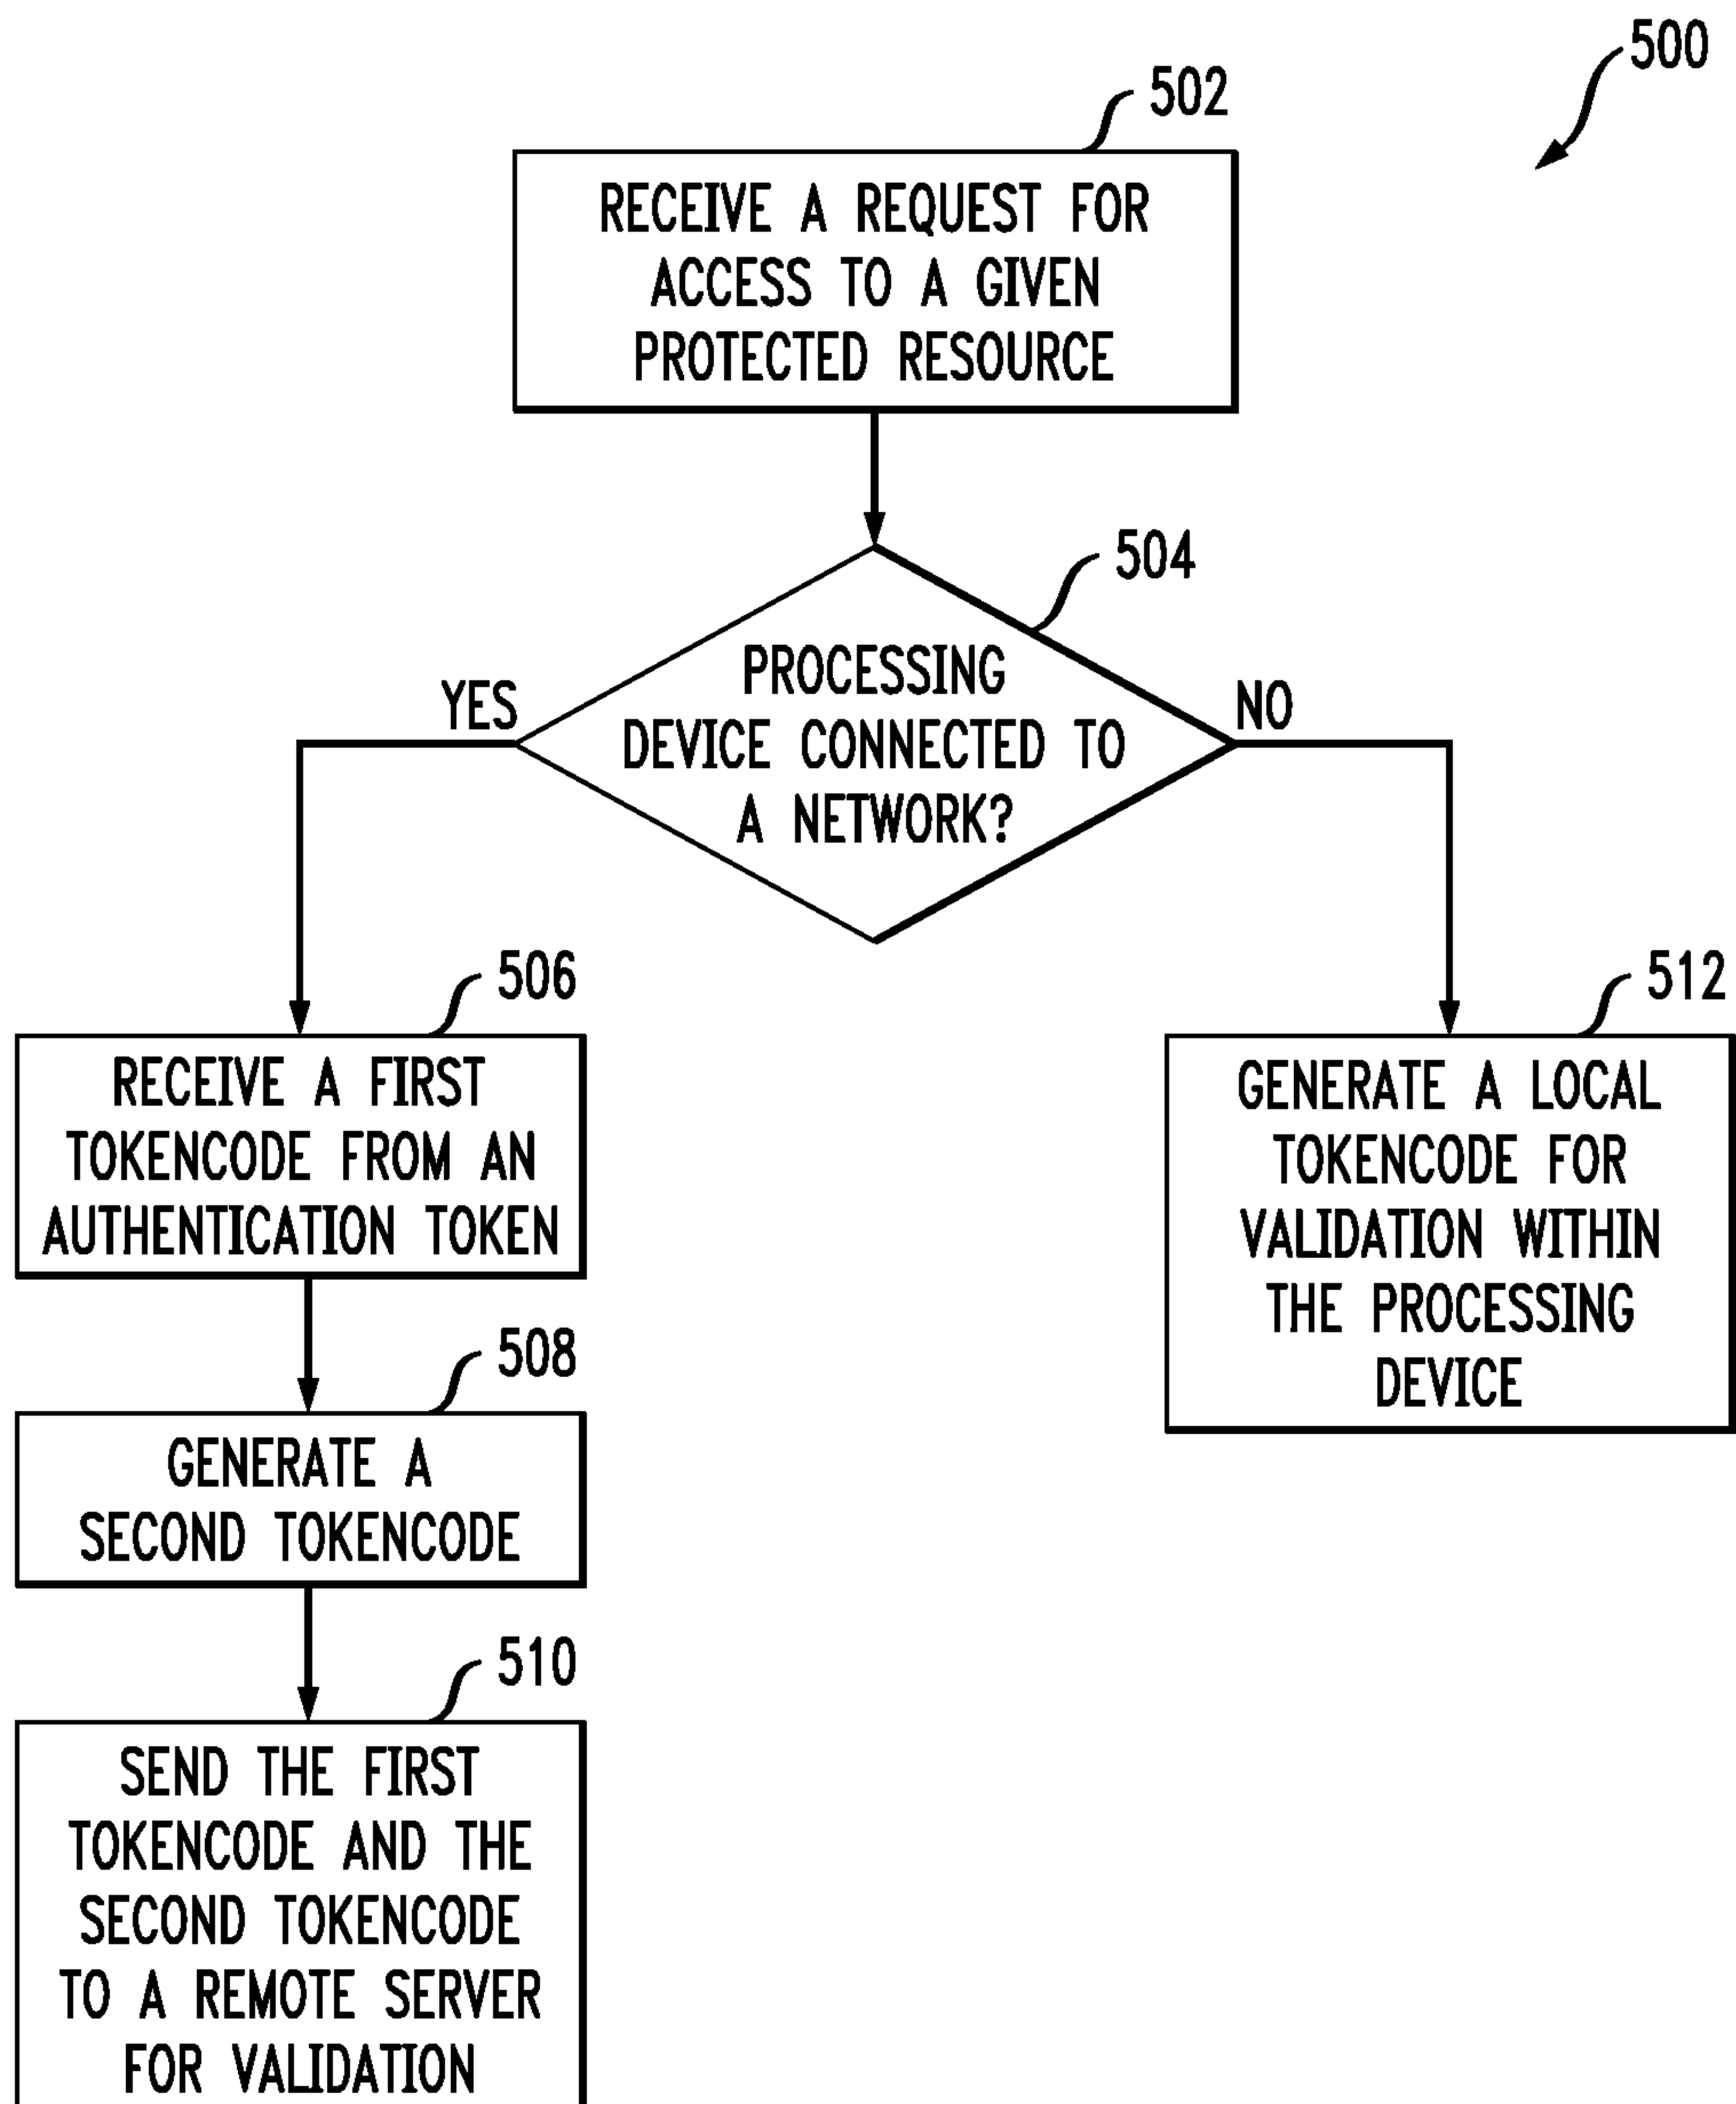 500
502
RECEIVE A REQUEST FOR
ACCESS TO A GIVEN
PROTECTED RESOURCE
504
PROCESSING
DEVICE CONNECTED TO
A NETWORK?
YES
NO
506
RECEIVE A FIRST
TOKENCODE FROM AN
AUTHENTICATION TOKEN
508
GENERATE A
SECOND TOKENCODE
510
SEND THE FIRST
TOKENCODE AND THE
SECOND TOKENCODE
TO A REMOTE SERVER
FOR VALIDATION
512
GENERATE A LOCAL
TOKENCODE FOR
VALIDATION WITHIN
THE PROCESSING
DEVICE